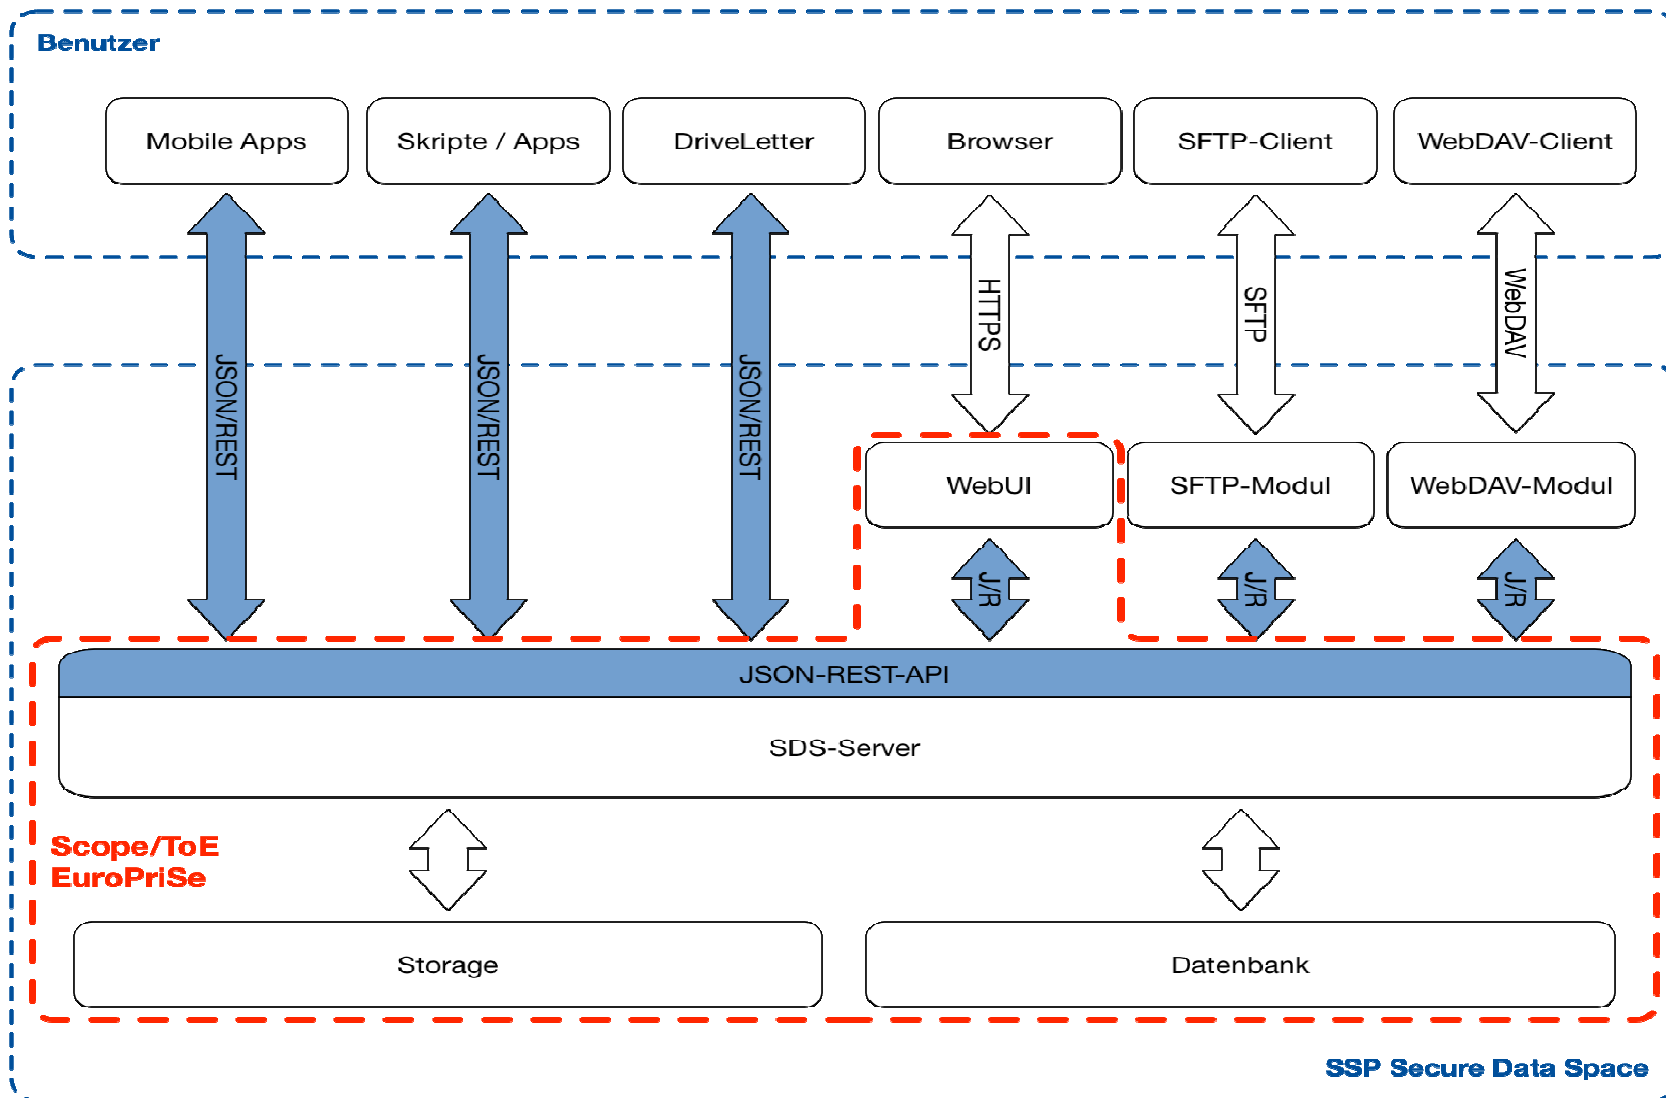 Benutzer
Mobile Apps
Skripte / Apps
DriveLetter
Browser
SFTP-Client
WebDAV-Client
JSON/REST
JSON/REST
JSON/REST
HTTPS
SFTP
WebDAV
WebUI
SFTP-Modul
WebDAV-Modul
J/R
J/R
J/R
JSON-REST-API
SDS-Server
Scope/ToE
EuroPriSe
Storage
Datenbank
SSP Secure Data Space